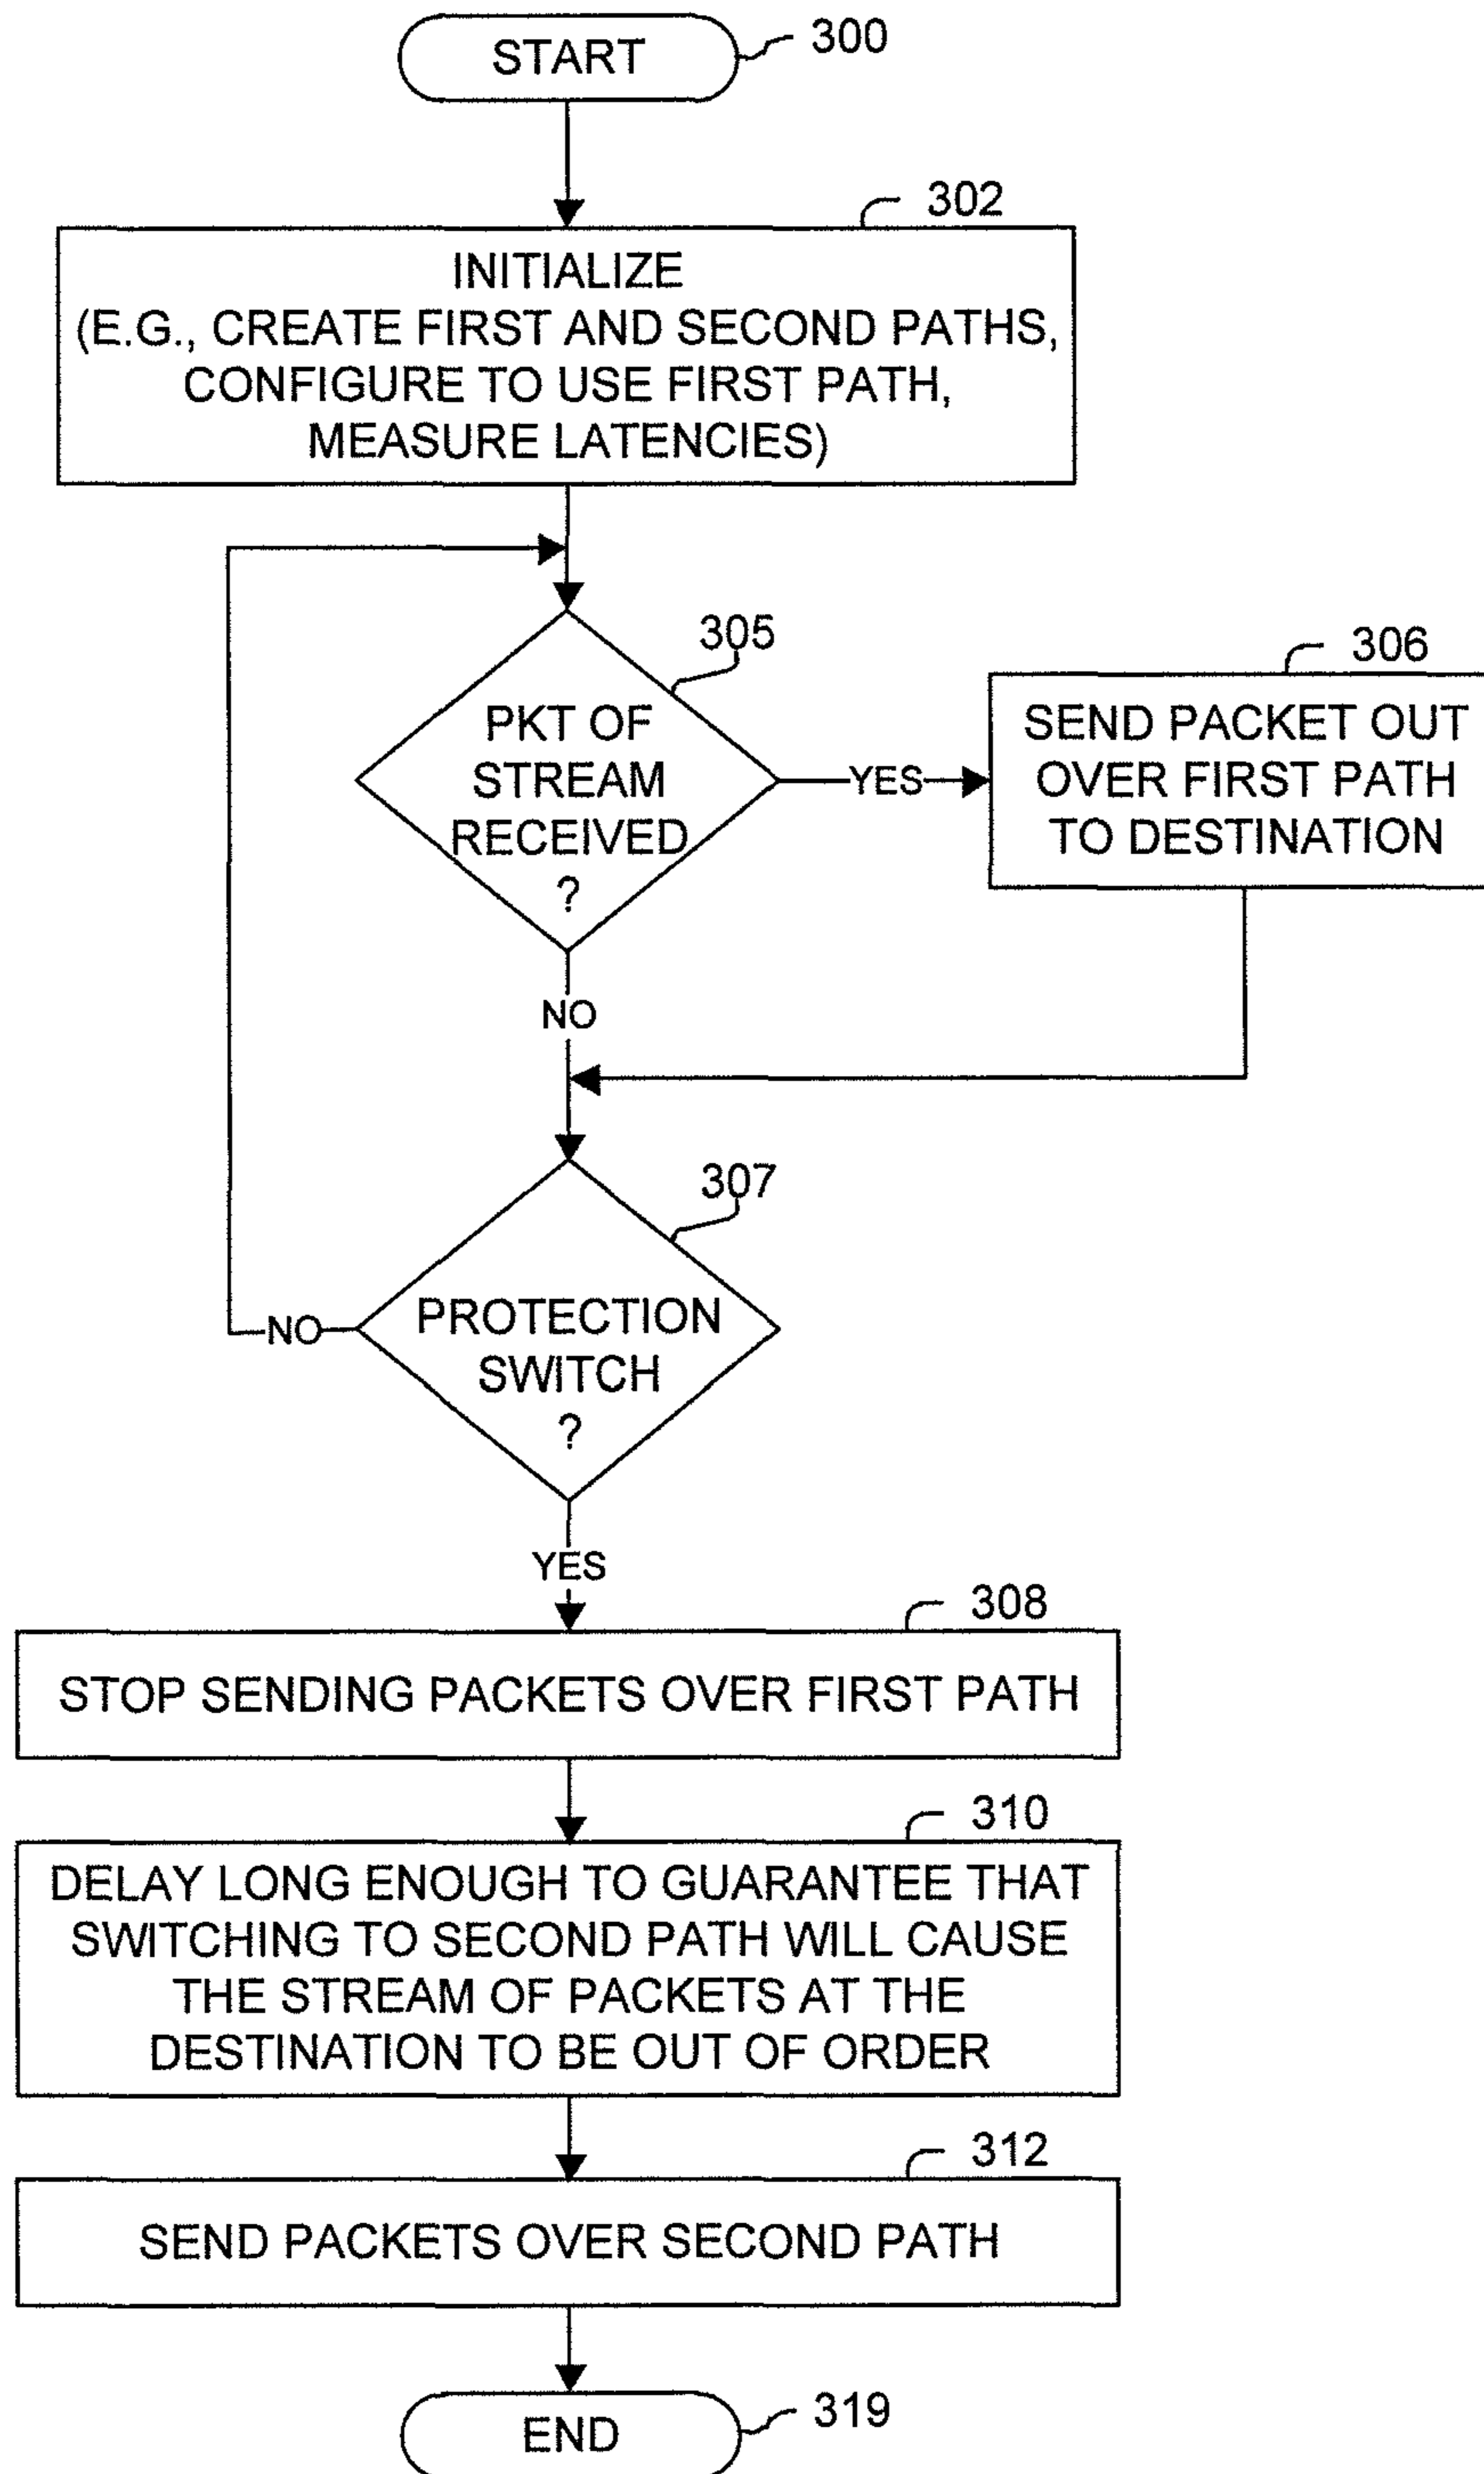 START
300
302
INITIALIZE
(E.G., CREATE FIRST AND SECOND PATHS,
CONFIGURE TO USE FIRST PATH,
MEASURE LATENCIES)
305
PKT OF
STREAM
RECEIVED
?
YES
306
SEND PACKET OUT
OVER FIRST PATH
TO DESTINATION
NO
307
PROTECTION
SWITCH
?
NO
YES
308
STOP SENDING PACKETS OVER FIRST PATH
310
DELAY LONG ENOUGH TO GUARANTEE THAT
SWITCHING TO SECOND PATH WILL CAUSE
THE STREAM OF PACKETS AT THE
DESTINATION TO BE OUT OF ORDER
312
SEND PACKETS OVER SECOND PATH
END
319